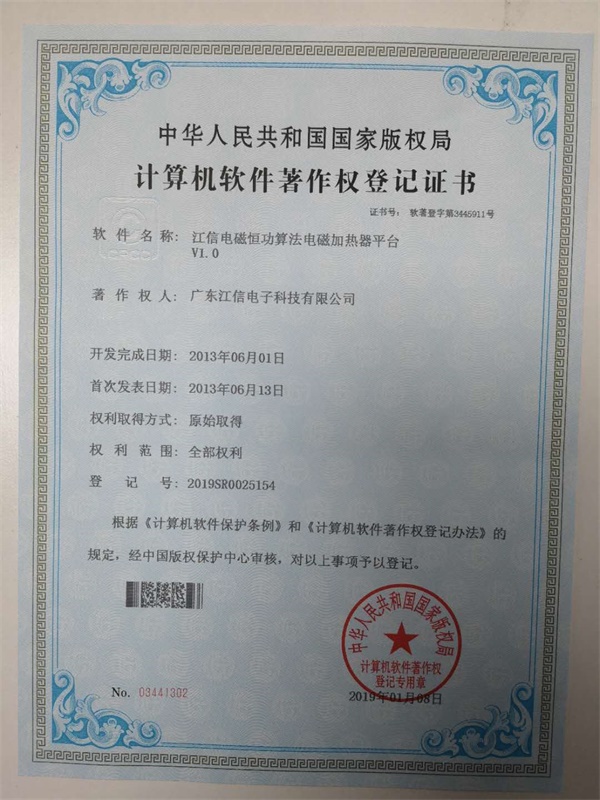 中华人民共和国国家版权局
计算机软件著作权登记证书
证书号： 软著登字第3445911号
软件名称： 江信电磁恒功算法电磁加热器平台
V1.0
著作权人： 广东江信电子科技有限公司
开发完成日期： 2013年06月01日
首次发表日期： 2013年06月13日
权利取得方式： 原始取得
权利范围： 全部权利
登记号： 2019SR0025154
根据《计算机软件保护条例》和《计算机软件著作权登记办法》的
规定，经中国版权保护中心审核，对以上事项予以登记。
中华人民共和国国家版权局
计算机软件著作权
登记专用章
No. 03441302
2019年01月08日
CPCC